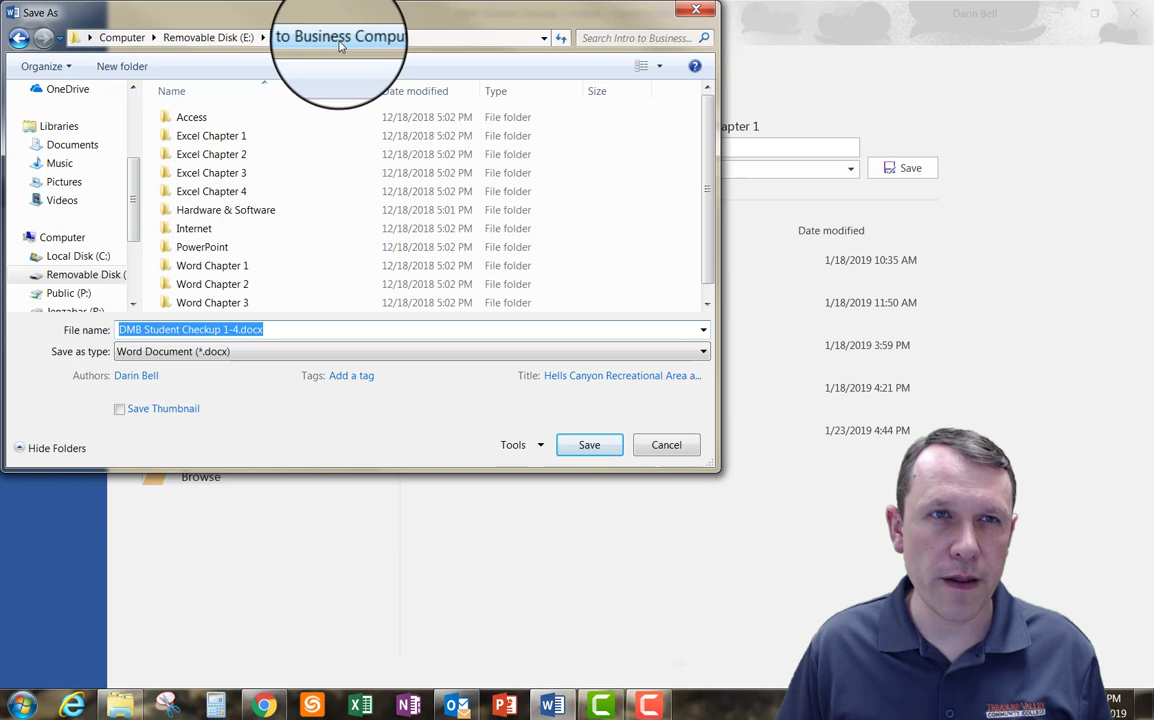 Save As
Darin Bell
Computer
Removable Disk (E:)
to Business Compu
Search Intro to Business...
Organize
New folder
Name
Date modified
Type
Size
OneDrive
Libraries
Documents
Music
Pictures
Videos
Computer
Local Disk (C:)
Removable Disk (
Public (P:)
Access 12/18/2018 5:02 PM File folder
Excel Chapter 1 12/18/2018 5:02 PM File folder
Excel Chapter 2 12/18/2018 5:02 PM File folder
Excel Chapter 3 12/18/2018 5:02 PM File folder
Excel Chapter 4 12/18/2018 5:02 PM File folder
Hardware & Software 12/18/2018 5:01 PM File folder
Internet 12/18/2018 5:02 PM File folder
PowerPoint 12/18/2018 5:02 PM File folder
Word Chapter 1 12/18/2018 5:02 PM File folder
Word Chapter 2 12/18/2018 5:02 PM File folder
Word Chapter 3 12/18/2018 5:02 PM File folder
File name: DMB Student Checkup 1-4.docx
Save as type: Word Document (*.docx)
Authors: Darin Bell
Tags: Add a tag
Title: Hells Canyon Recreational Area a...
Save Thumbnail
Hide Folders
Tools
Save
Cancel
apter 1
Save
Date modified
1/18/2019 10:35 AM
1/18/2019 11:50 AM
1/18/2019 3:59 PM
1/18/2019 4:21 PM
1/23/2019 4:44 PM
Browse
TREASURE VALLEY
COMMUNITY COLLEGE
PM
2019